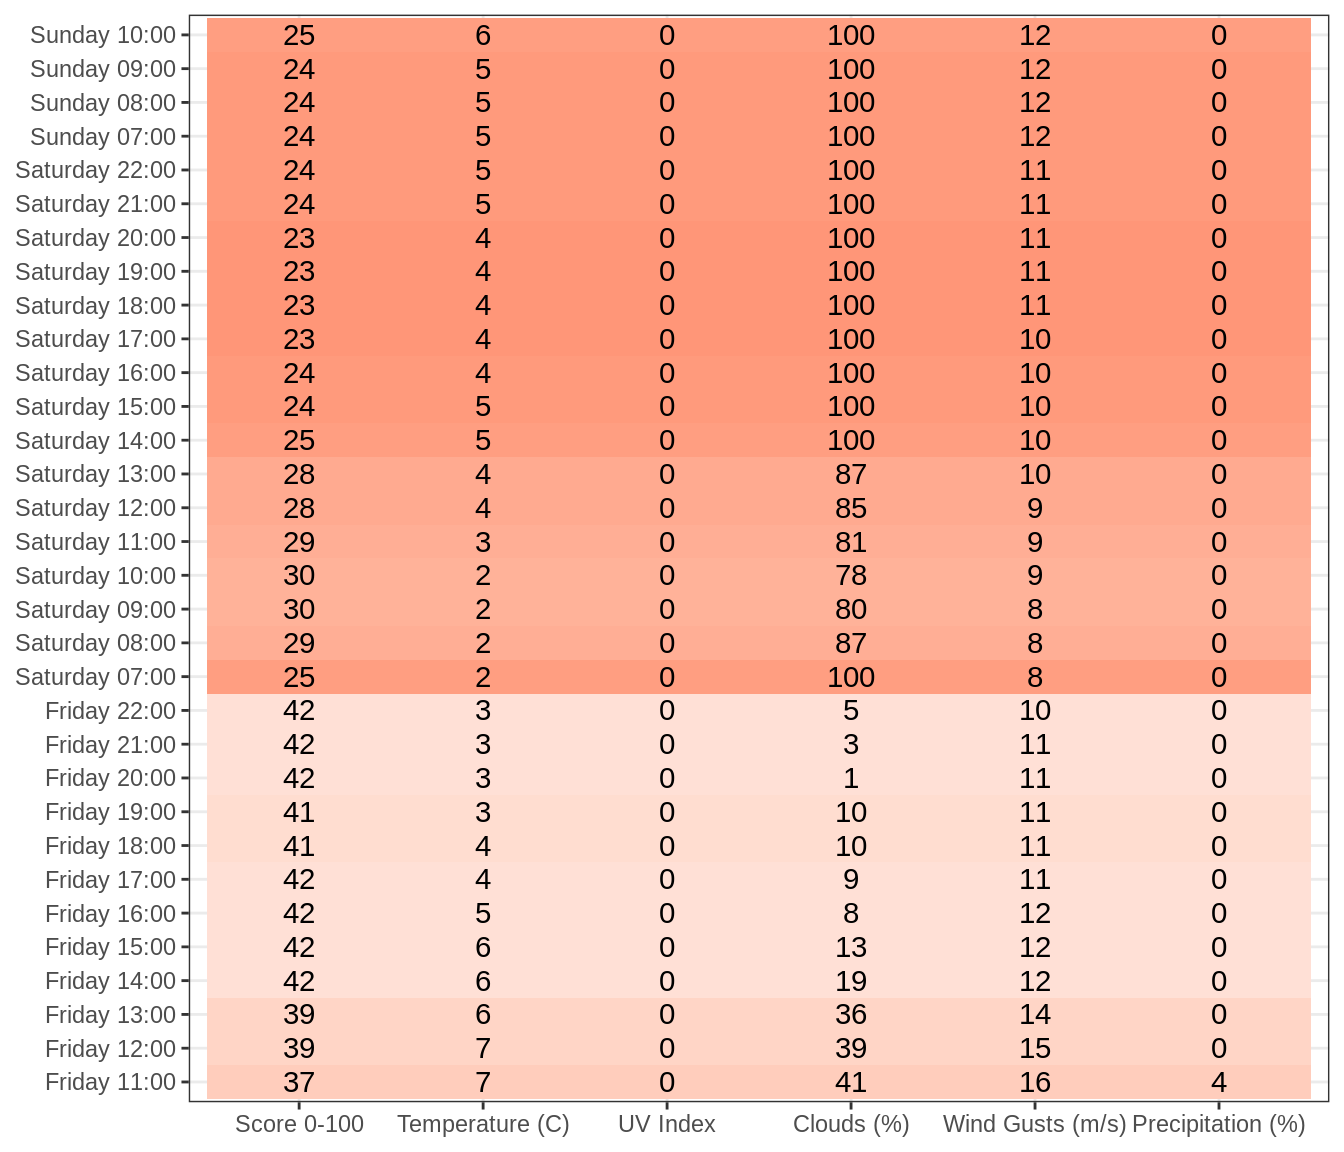 Sunday 10:00 25 6 0 100 12 0
Sunday 09:00 24 5 0 100 12 0
Sunday 08:00 24 5 0 100 12 0
Sunday 07:00 24 5 0 100 12 0
Saturday 22:00 24 5 0 100 11 0
Saturday 21:00 24 5 0 100 11 0
Saturday 20:00 23 4 0 100 11 0
Saturday 19:00 23 4 0 100 11 0
Saturday 18:00 23 4 0 100 11 0
Saturday 17:00 23 4 0 100 10 0
Saturday 16:00 24 4 0 100 10 0
Saturday 15:00 24 5 0 100 10 0
Saturday 14:00 25 5 0 100 10 0
Saturday 13:00 28 4 0 87 10 0
Saturday 12:00 28 4 0 85 9 0
Saturday 11:00 29 3 0 81 9 0
Saturday 10:00 30 2 0 78 9 0
Saturday 09:00 30 2 0 80 8 0
Saturday 08:00 29 2 0 87 8 0
Saturday 07:00 25 2 0 100 8 0
Friday 22:00 42 3 0 5 10 0
Friday 21:00 42 3 0 3 11 0
Friday 20:00 42 3 0 1 11 0
Friday 19:00 41 3 0 10 11 0
Friday 18:00 41 4 0 10 11 0
Friday 17:00 42 4 0 9 11 0
Friday 16:00 42 5 0 8 12 0
Friday 15:00 42 6 0 13 12 0
Friday 14:00 42 6 0 19 12 0
Friday 13:00 39 6 0 36 14 0
Friday 12:00 39 7 0 39 15 0
Friday 11:00 37 7 0 41 16 4
Score 0-100 Temperature (C) UV Index Clouds (%) Wind Gusts (m/s) Precipitation (%)